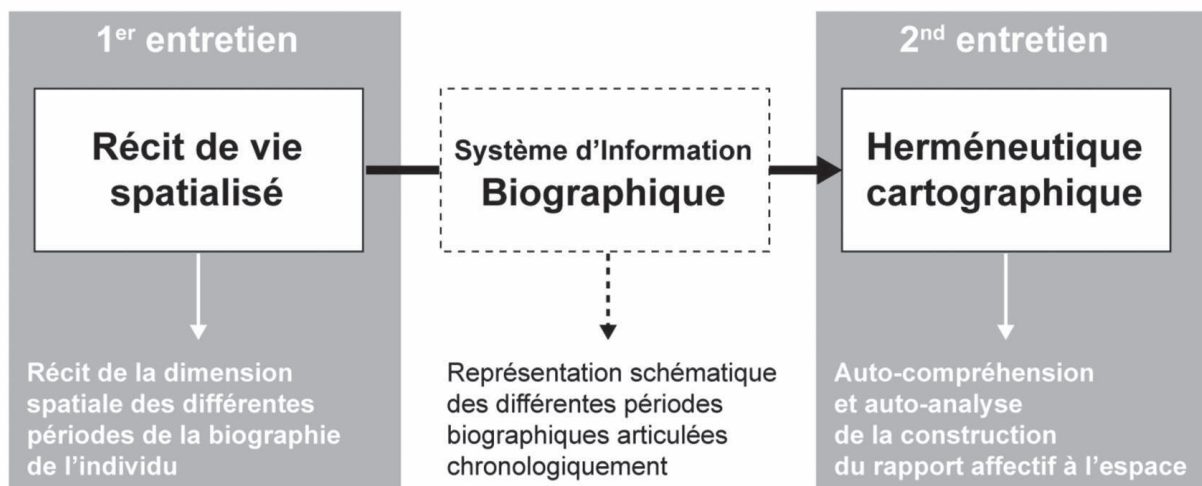 1er entretien
Récit de vie
spatialisé
Récit de la dimension
spatiale des différentes
périodes de la biographie
de l'individu
Système d'Information
Biographique
Représentation schématique
des différentes périodes
biographiques articulées
chronologiquement
2nd entretien
Herméneutique
cartographique
Auto-compréhension
et auto-analyse
de la construction
du rapport affectif à l'espace